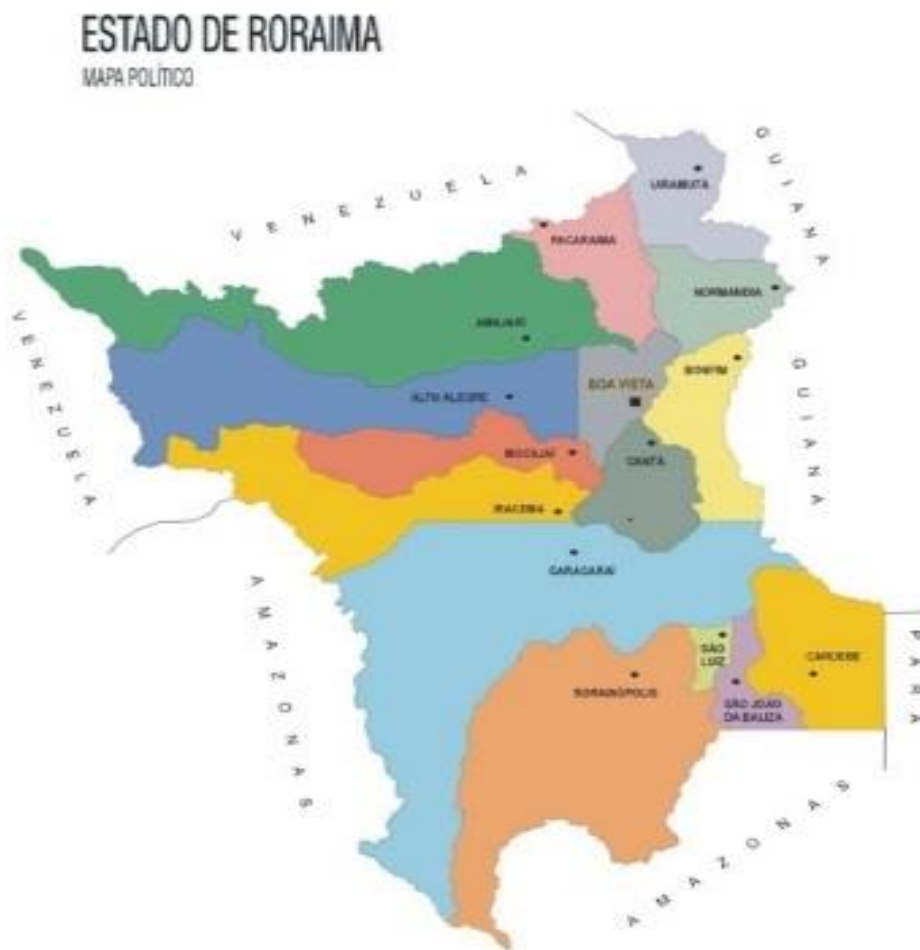 ESTADO DE RORAIMA
MAPA POLÍTICO
VENEZUELA
GUIANA
UIRAMUTÃ
PACARAIMA
NORMANDIA
AMAJARÍ
VENEZUELA
GUIANA
BONFIM
BOA VISTA
ALTO ALEGRE
MUCAJAÍ
CANTÁ
IRACEMA
CARACARAÍ
AMAZONAS
PARÁ
SÃO
LUIZ
CAROEBE
RORAINÓPOLIS
SÃO JOÃO
DA BALIZA
AMAZONAS